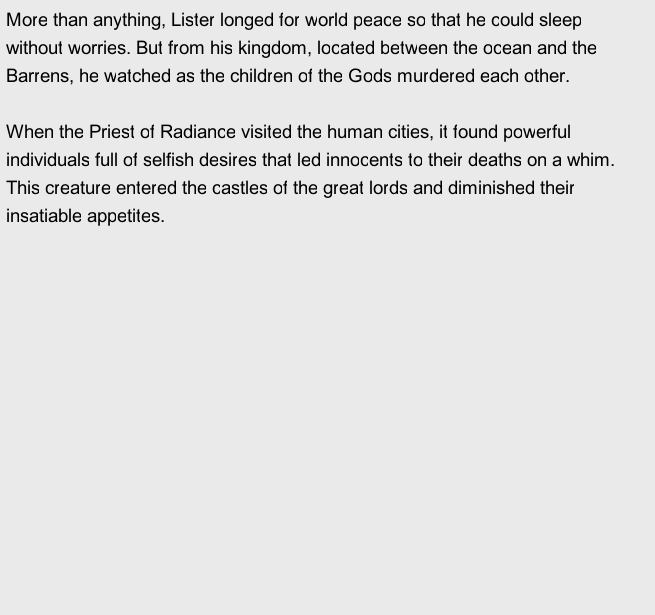 More than anything, Lister longed for world peace so that he could sleep
without worries. But from his kingdom, located between the ocean and the
Barrens, he watched as the children of the Gods murdered each other.

When the Priest of Radiance visited the human cities, it found powerful
individuals full of selfish desires that led innocents to their deaths on a whim.
This creature entered the castles of the great lords and diminished their
insatiable appetites.